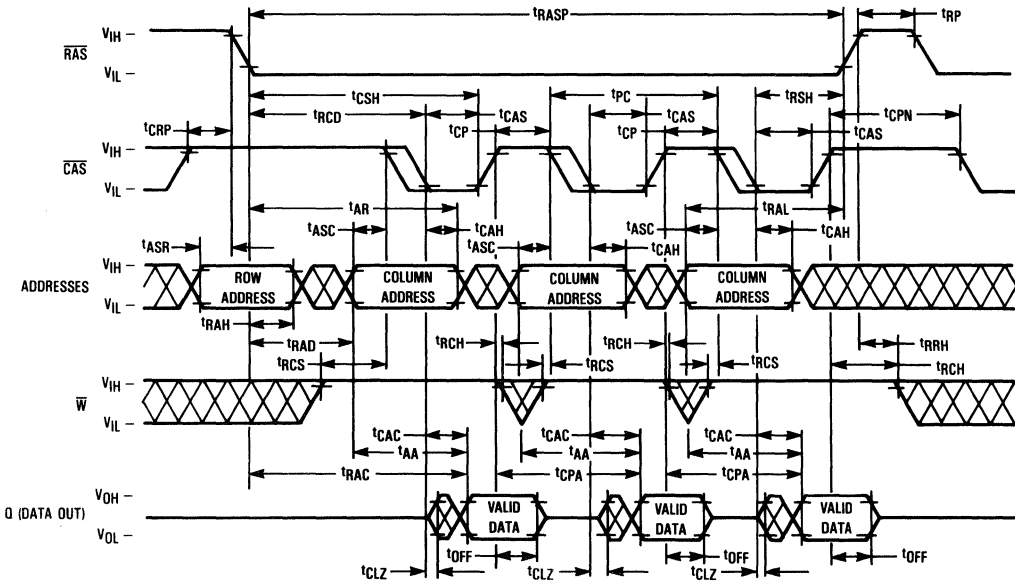 tRASP
tRP
VIH
RAS
VIL
tCSH
tPC
tRSH
tRCD
tCAS
tCAS
tCPN
tCRP
tCP
tCP
tCAS
VIH
CAS
VIL
tAR
tRAL
tASC
tCAH
tASC
tCAH
tASC
tCAH
tASR
VIH
ADDRESSES
VIL
ROW ADDRESS
COLUMN ADDRESS
COLUMN ADDRESS
COLUMN ADDRESS
tRAH
tRAD
tRCH
tRCH
tRRH
tRCS
tRCS
tRCS
tRCH
VIH
W
VIL
tCAC
tCAC
tCAC
tAA
tAA
tAA
tRAC
tCPA
tCPA
VOH
Q (DATA OUT)
VOL
VALID DATA
VALID DATA
VALID DATA
tOFF
tOFF
tOFF
tCLZ
tCLZ
tCLZ